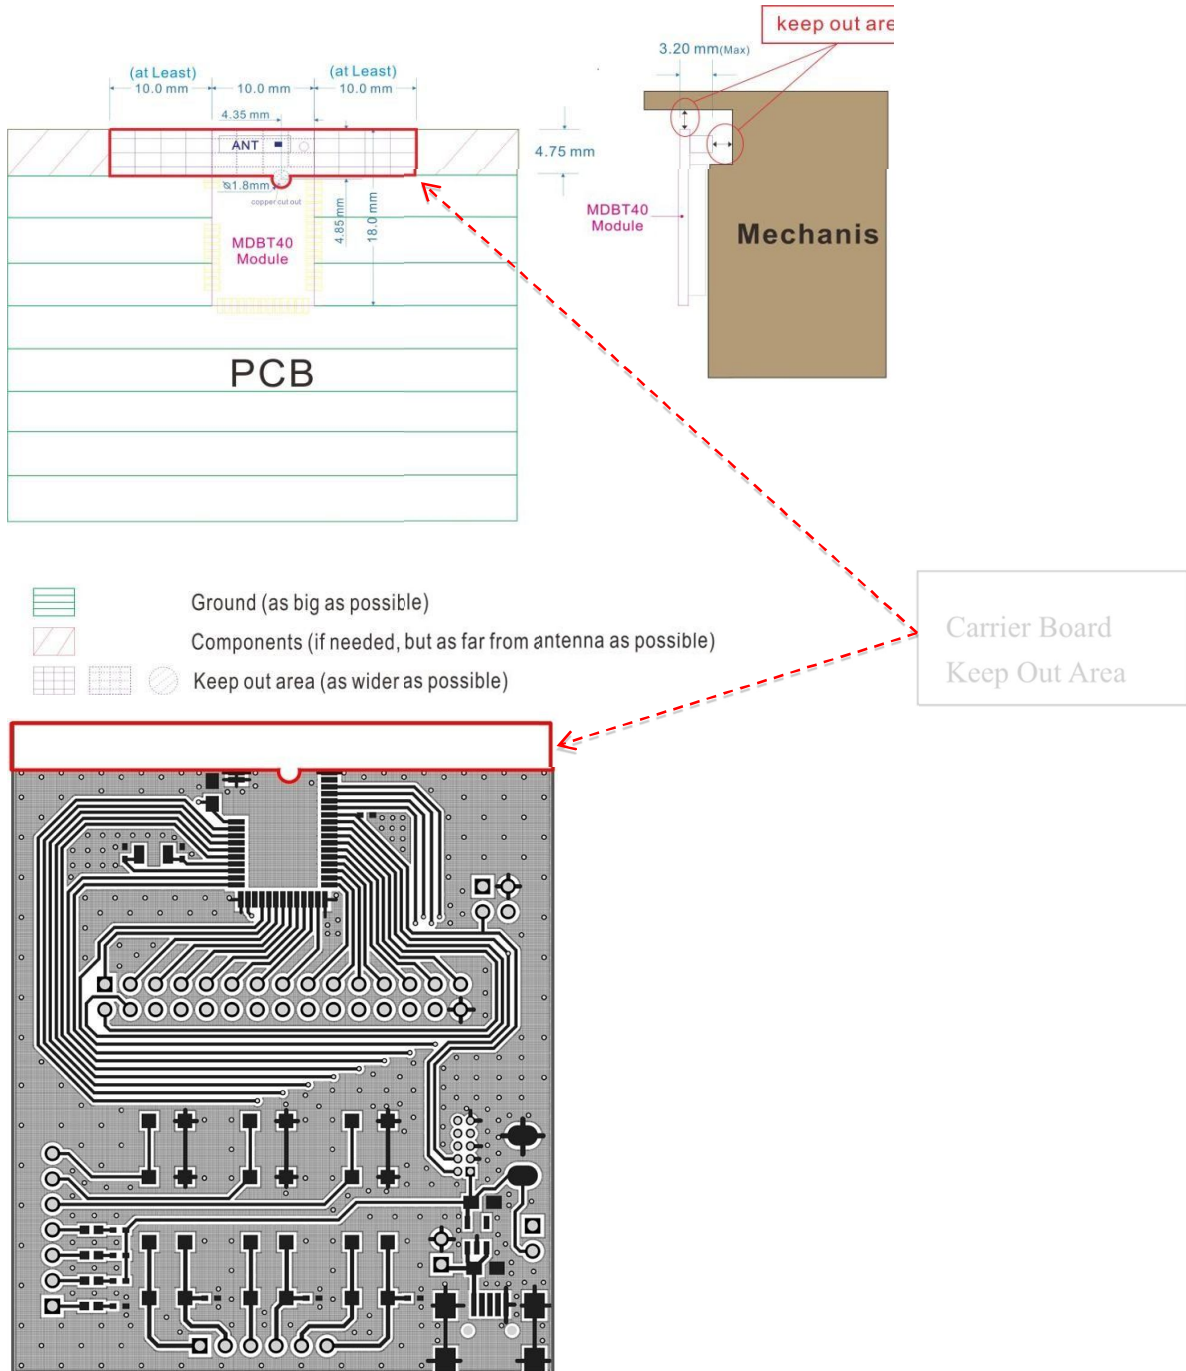 keep out are
3.20 mm(Max)
(at Least)
(at Least)
10.0 mm
10.0 mm
10.0 mm
4.35 mm
ANT
4.75 mm
⌀1.8mm
copper cut out
4.85 mm
18.0 mm
MDBT40
Module
MDBT40
Module
Mechanis
PCB
Ground (as big as possible)
Components (if needed, but as far from antenna as possible)
Keep out area (as wider as possible)
Carrier Board
Keep Out Area